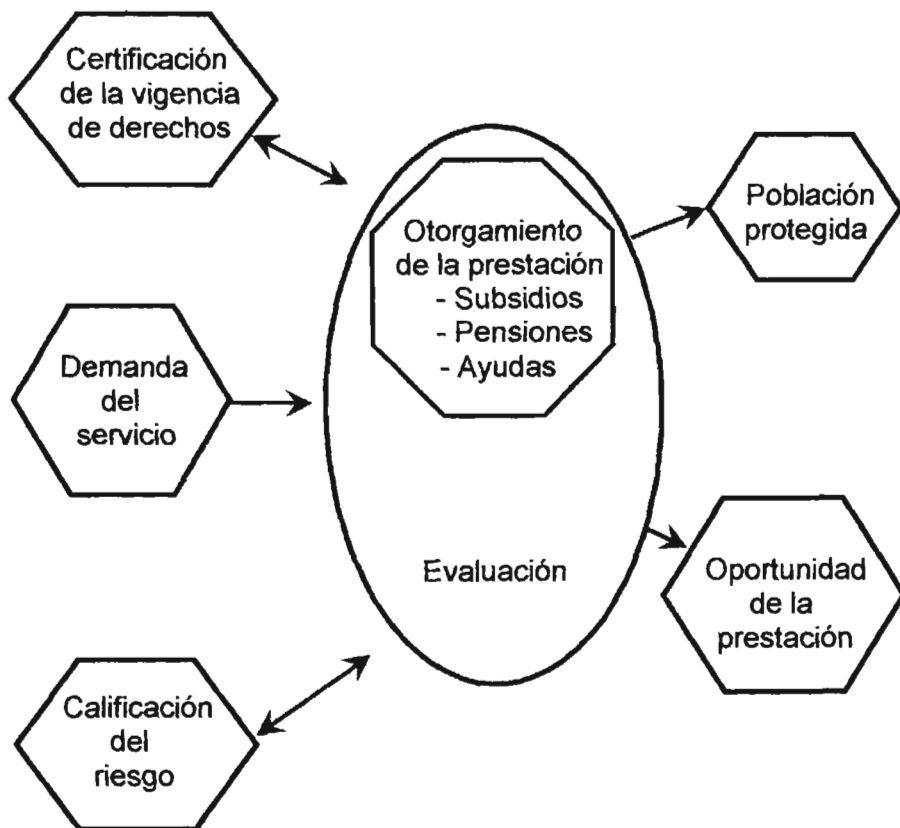 Certificación
de la vigencia
de derechos
Otorgamiento
de la prestación
- Subsidios
- Pensiones
- Ayudas
Población
protegida
Demanda
del
servicio
Evaluación
Oportunidad
de la
prestación
Calificación
del
riesgo